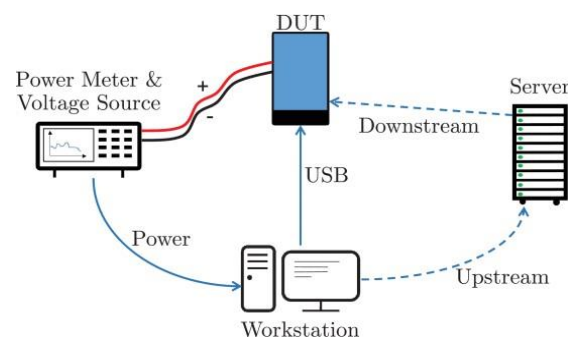 DUT
Power Meter &
Voltage Source
+
-
Server
Downstream
USB
Power
Upstream
Workstation